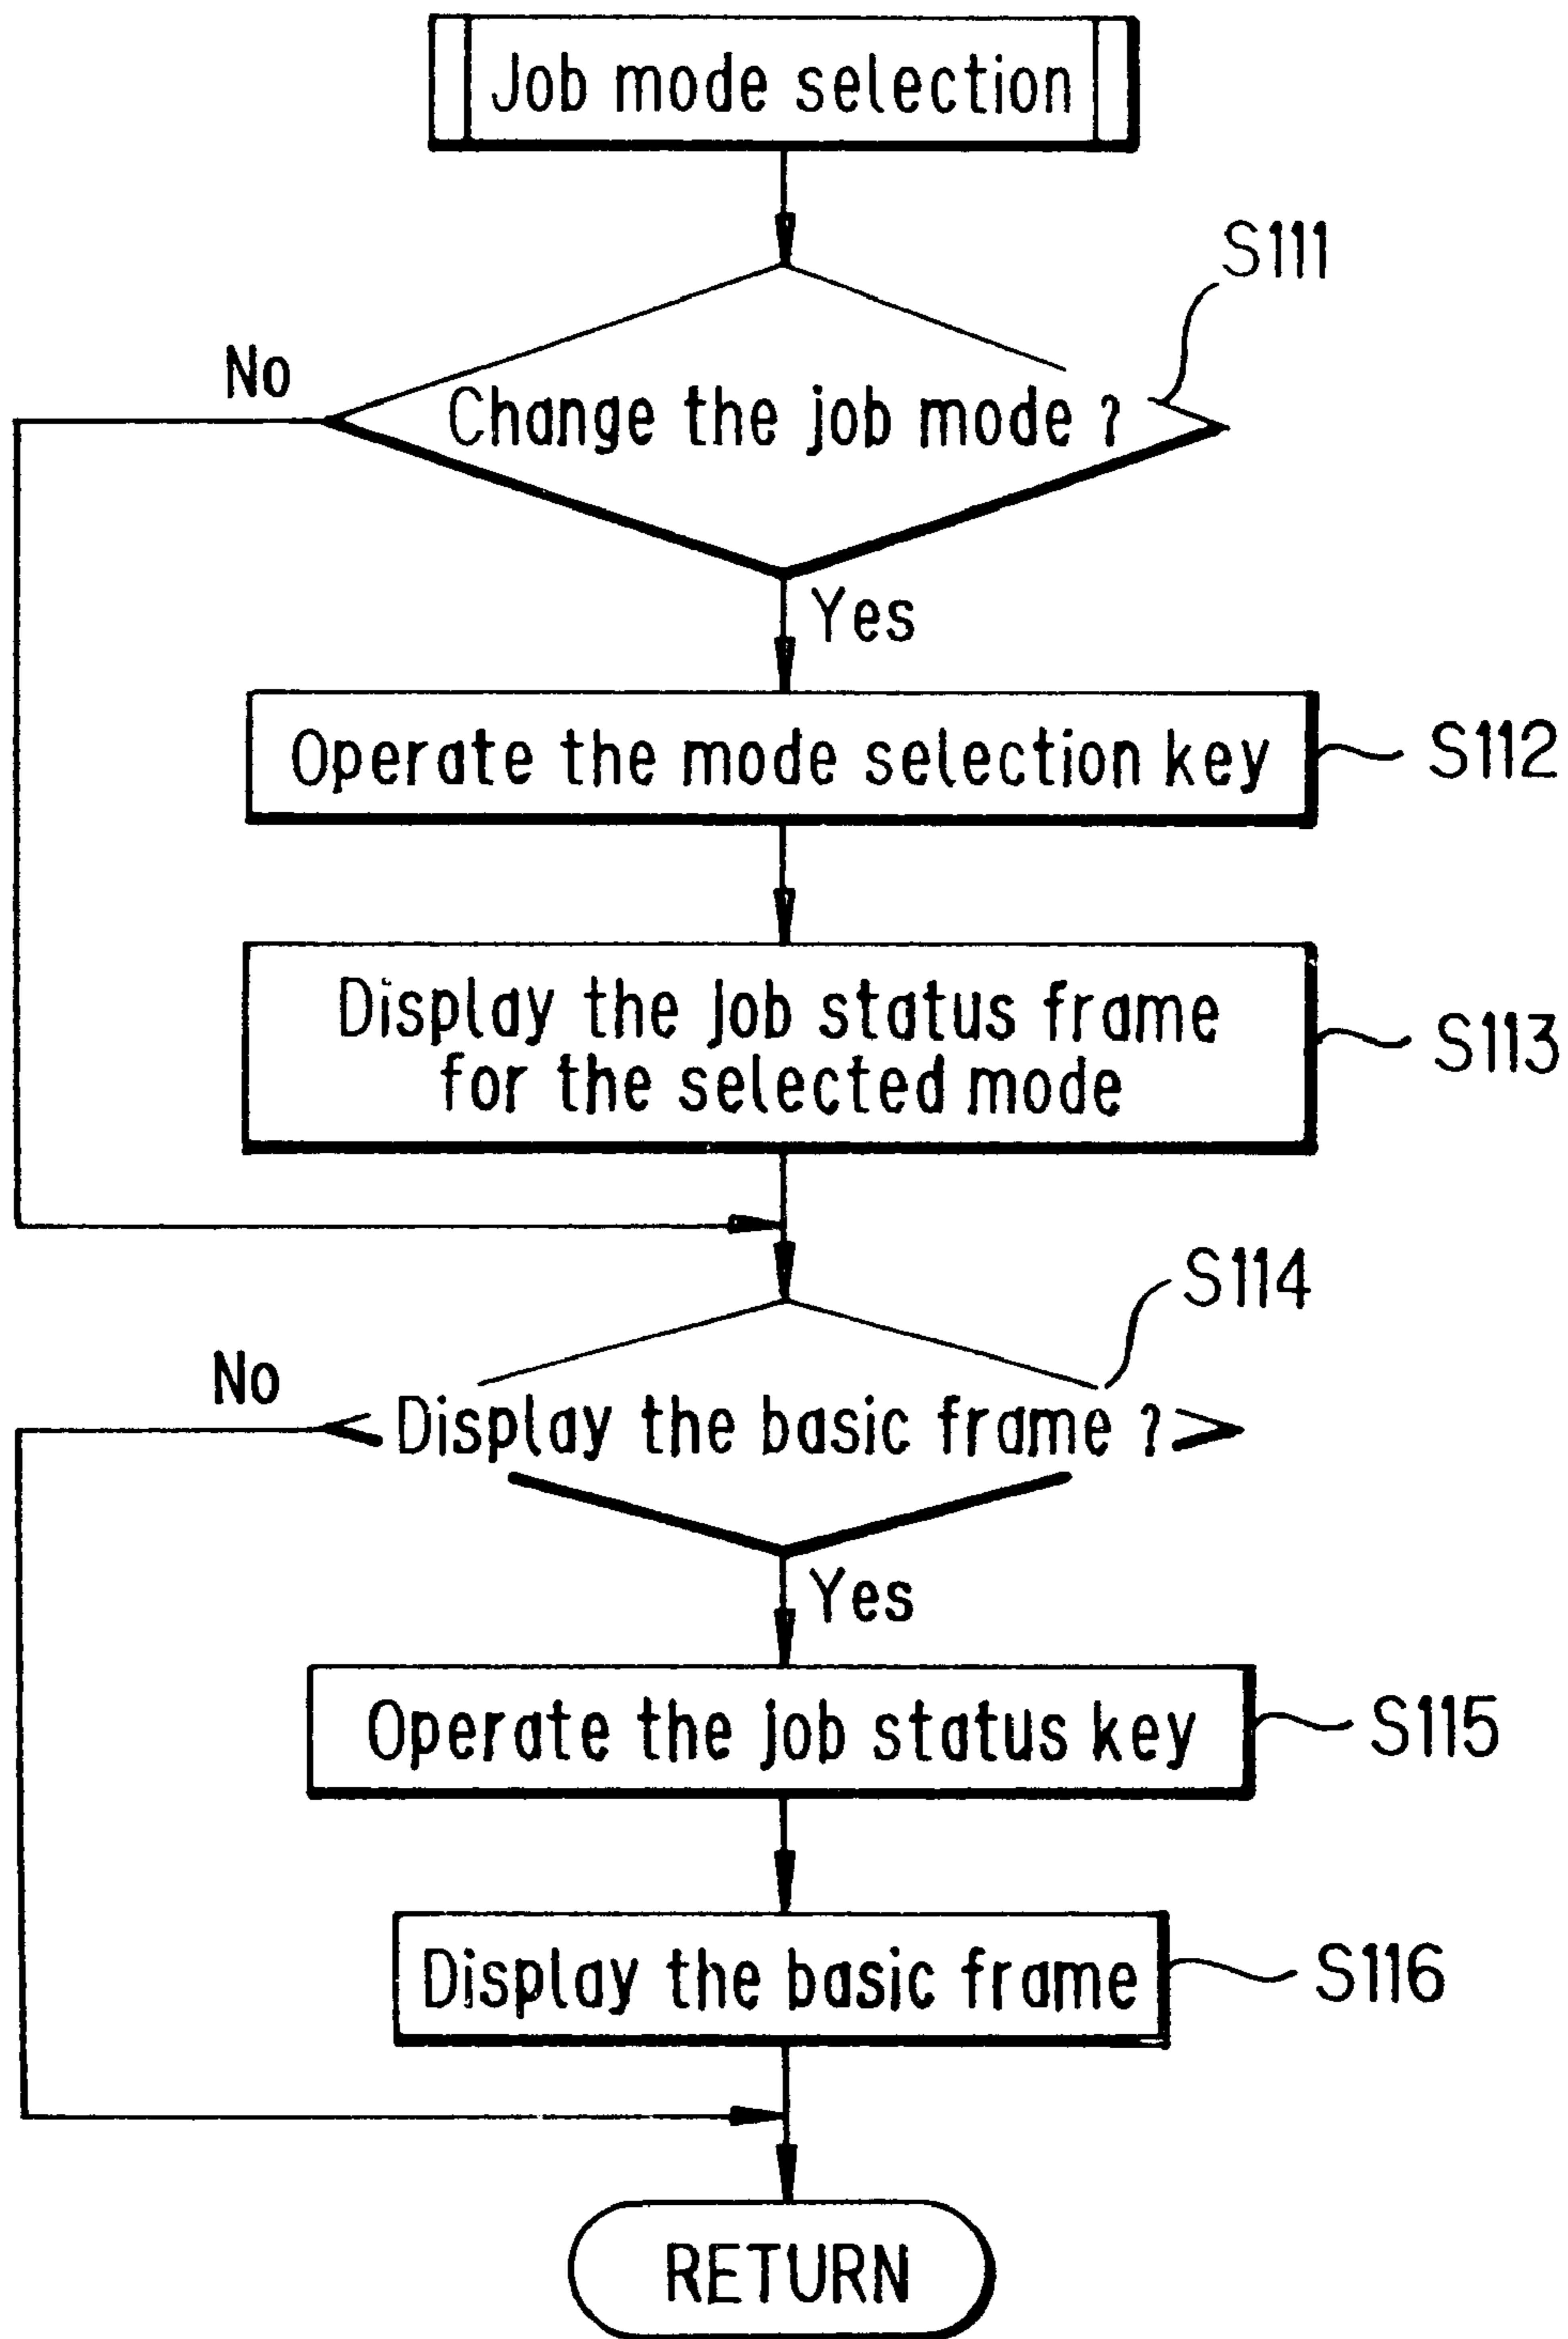 Job mode selection
S111
No
Change the job mode ?
Yes
Operate the mode selection key
S112
Display the job status frame
for the selected mode
S113
S114
No
Display the basic frame ?
Yes
Operate the job status key
S115
Display the basic frame
S116
RETURN